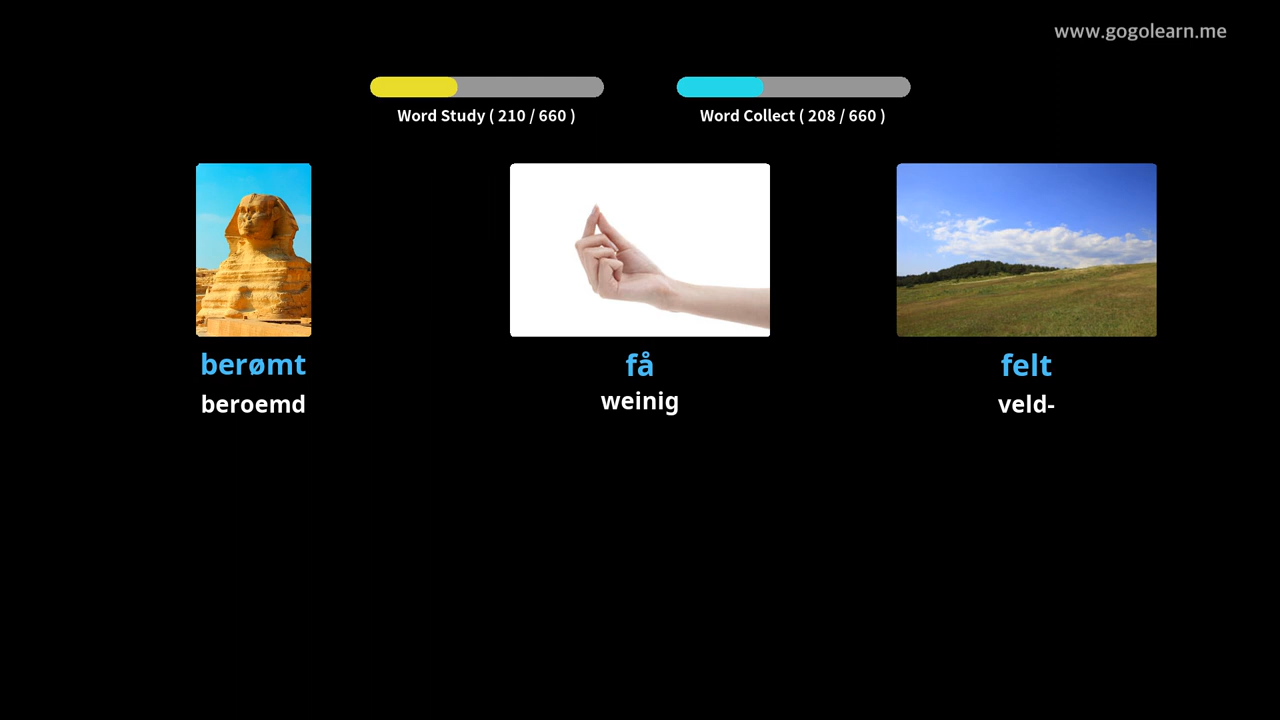 www.gogolearn.me
Word Study ( 210 / 660 )
Word Collect ( 208 / 660 )
berømt
beroemd
få
weinig
felt
veld-